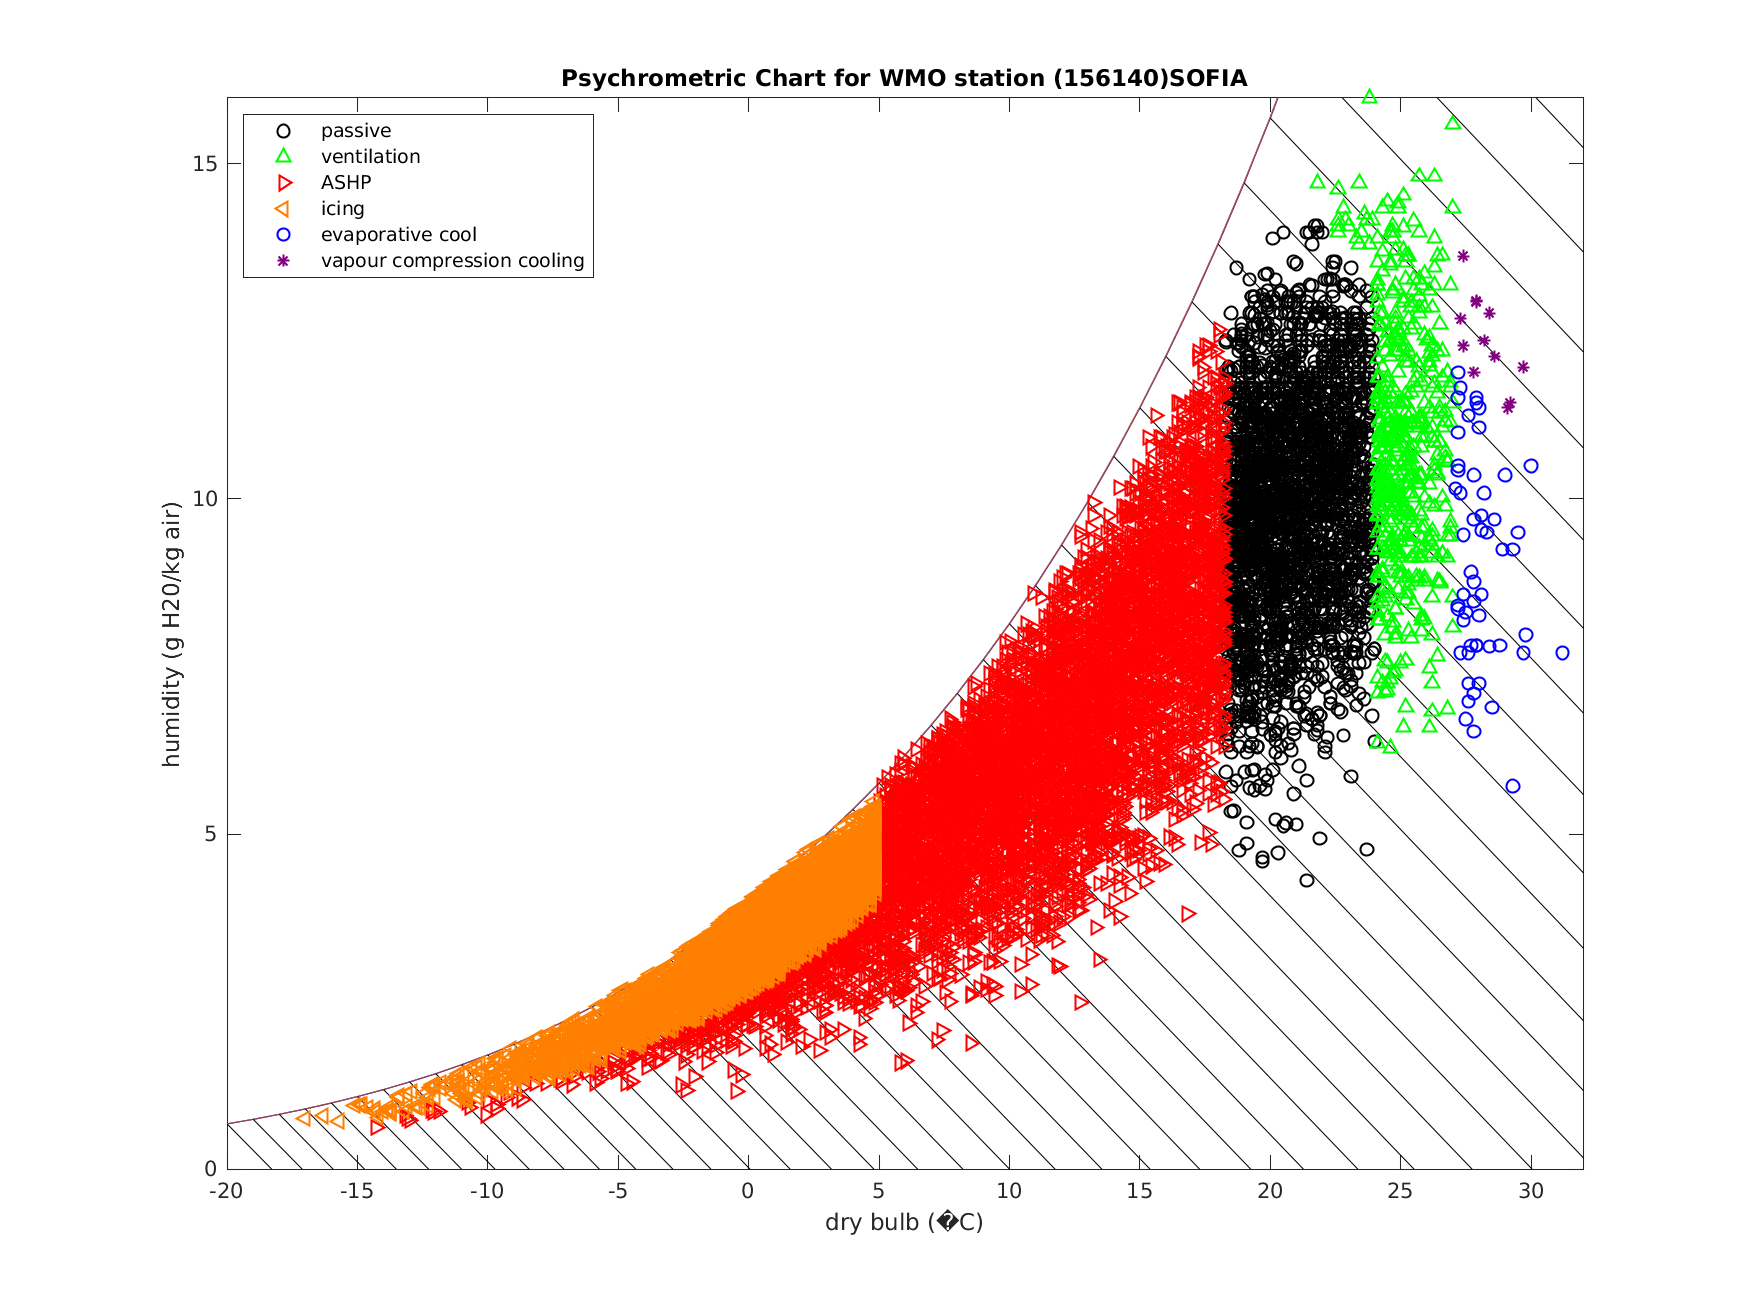 Psychrometric Chart for WMO station (156140)SOFIA
passive
ventilation
ASHP
icing
evaporative cool
vapour compression cooling
humidity (g H20/kg air)
15
10
5
0
-20 -15 -10 -5 0 5 10 15 20 25 30
dry bulb (�C)